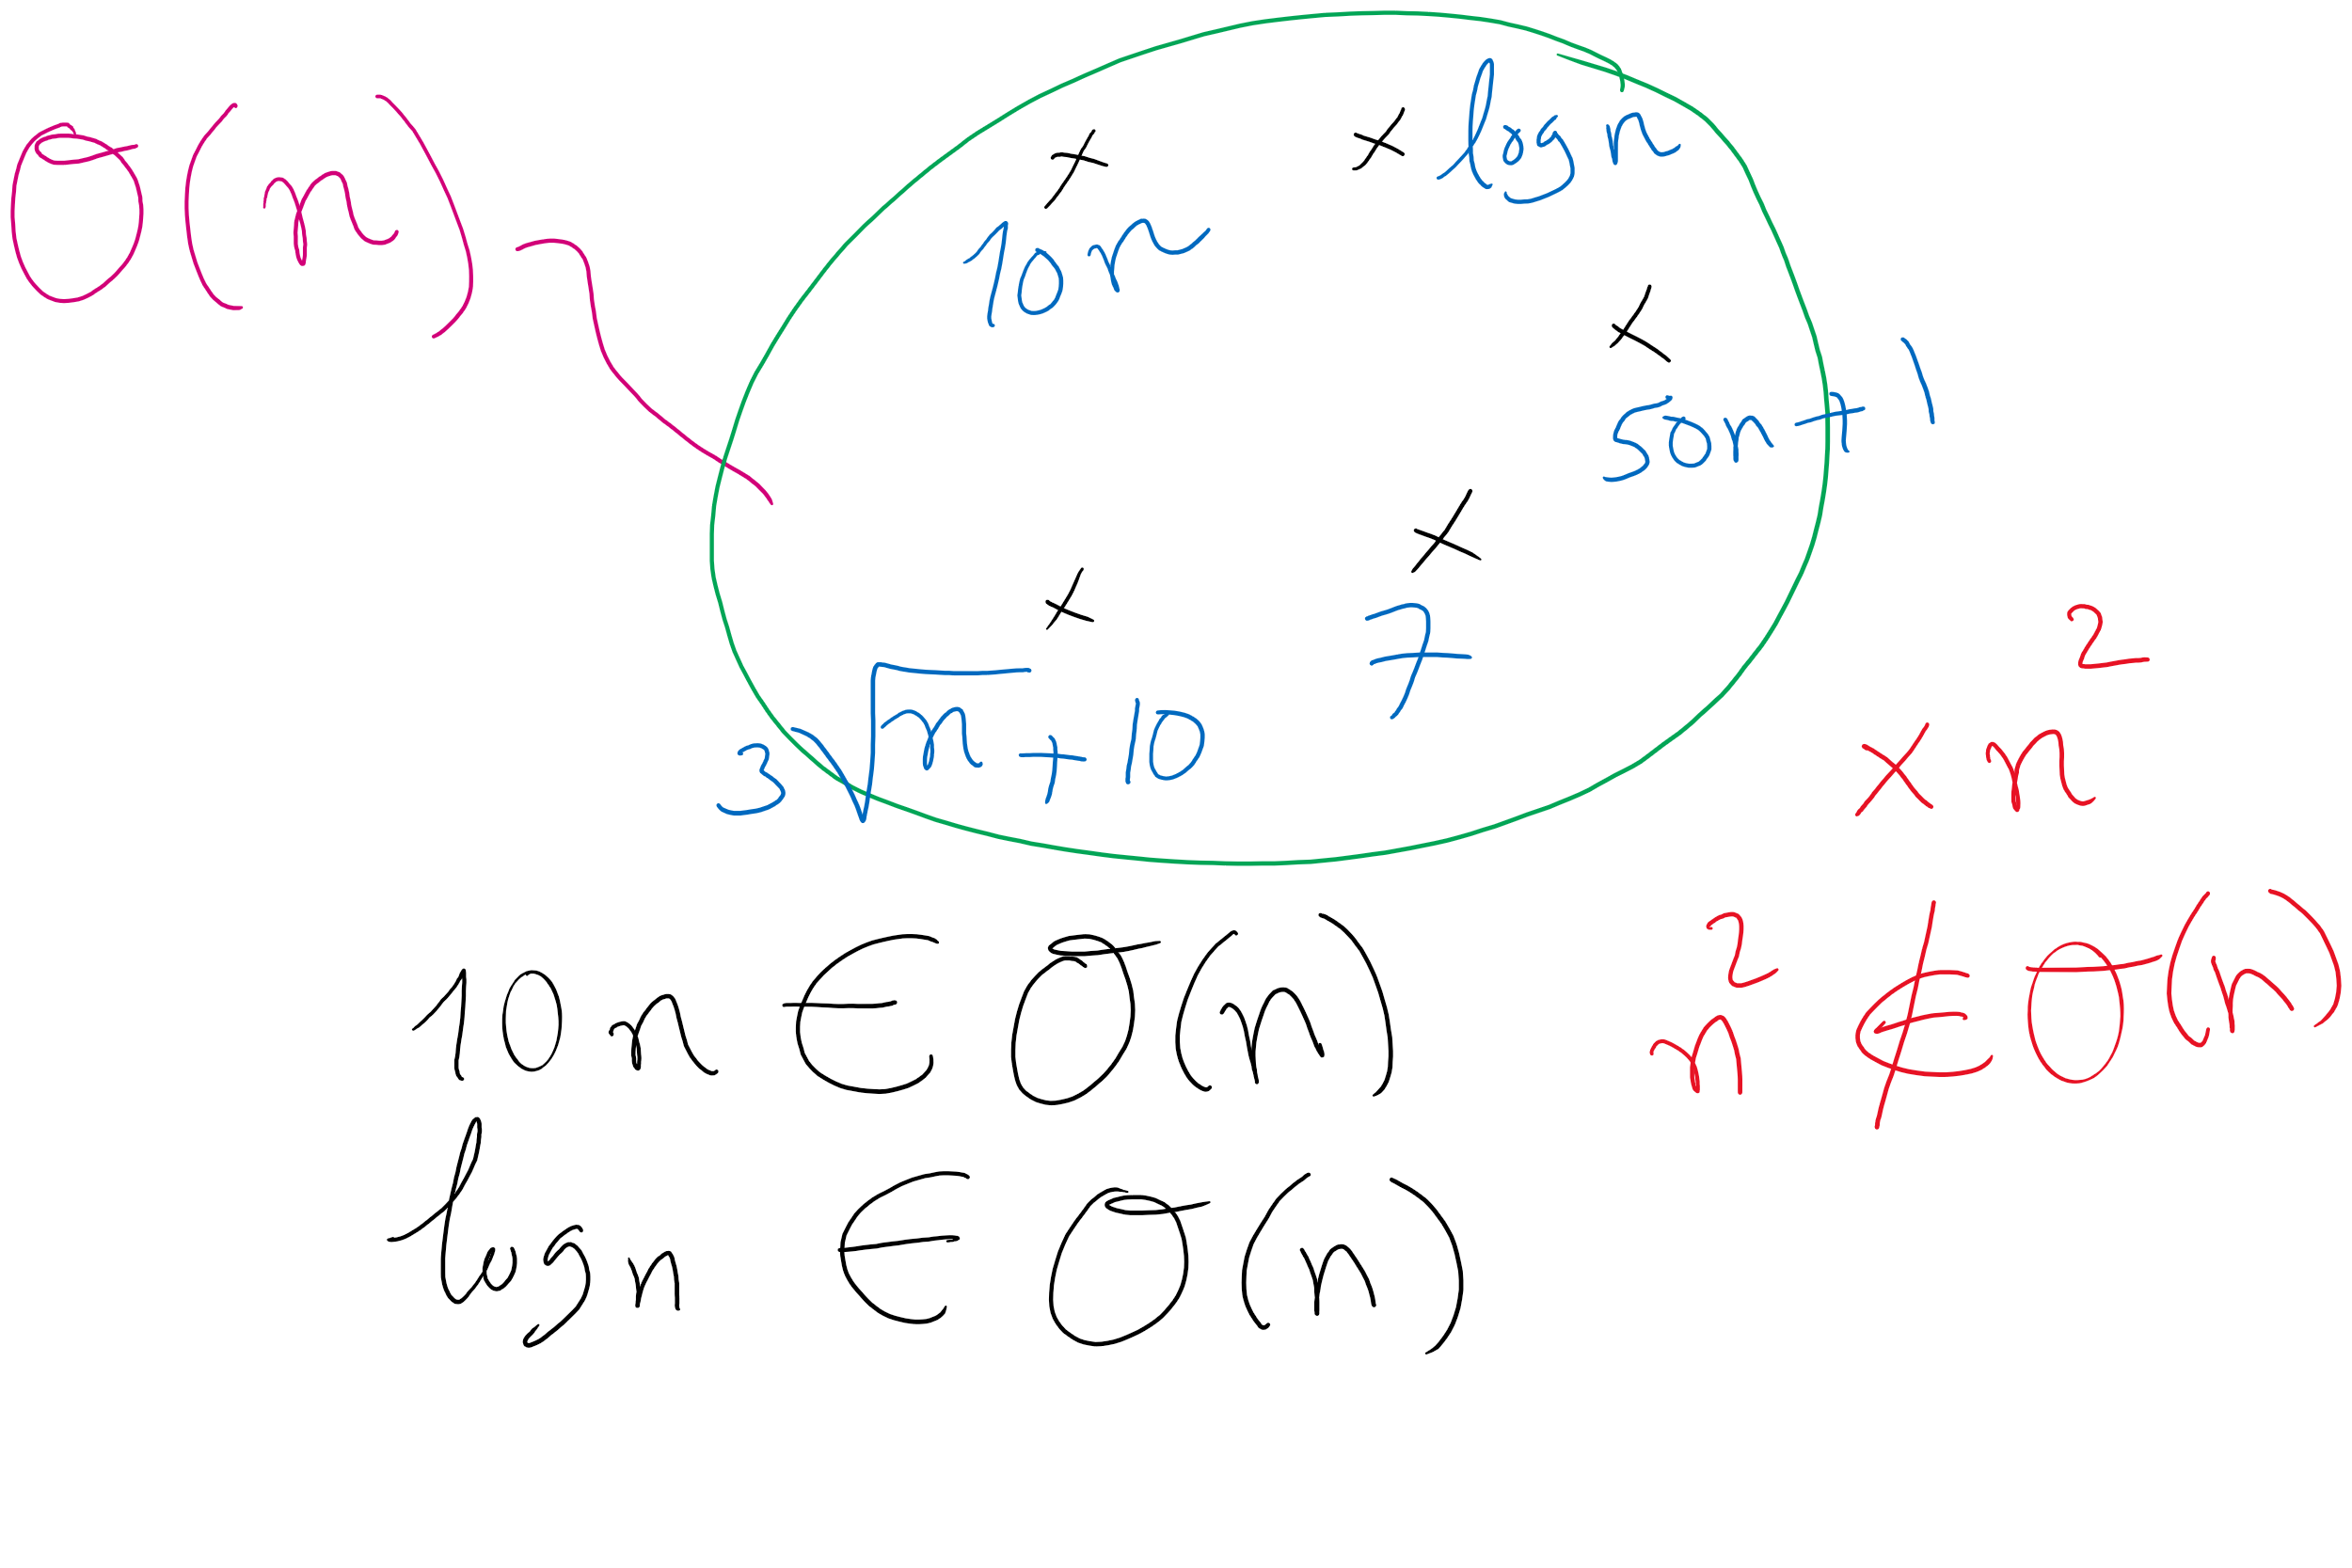 O(n)
× log n
× 10n
× 50n + 1
× 7
× 3√n + 10
× n²
10n ∈ O(n)
n² ∉ O(n)
log n ∈ O(n)